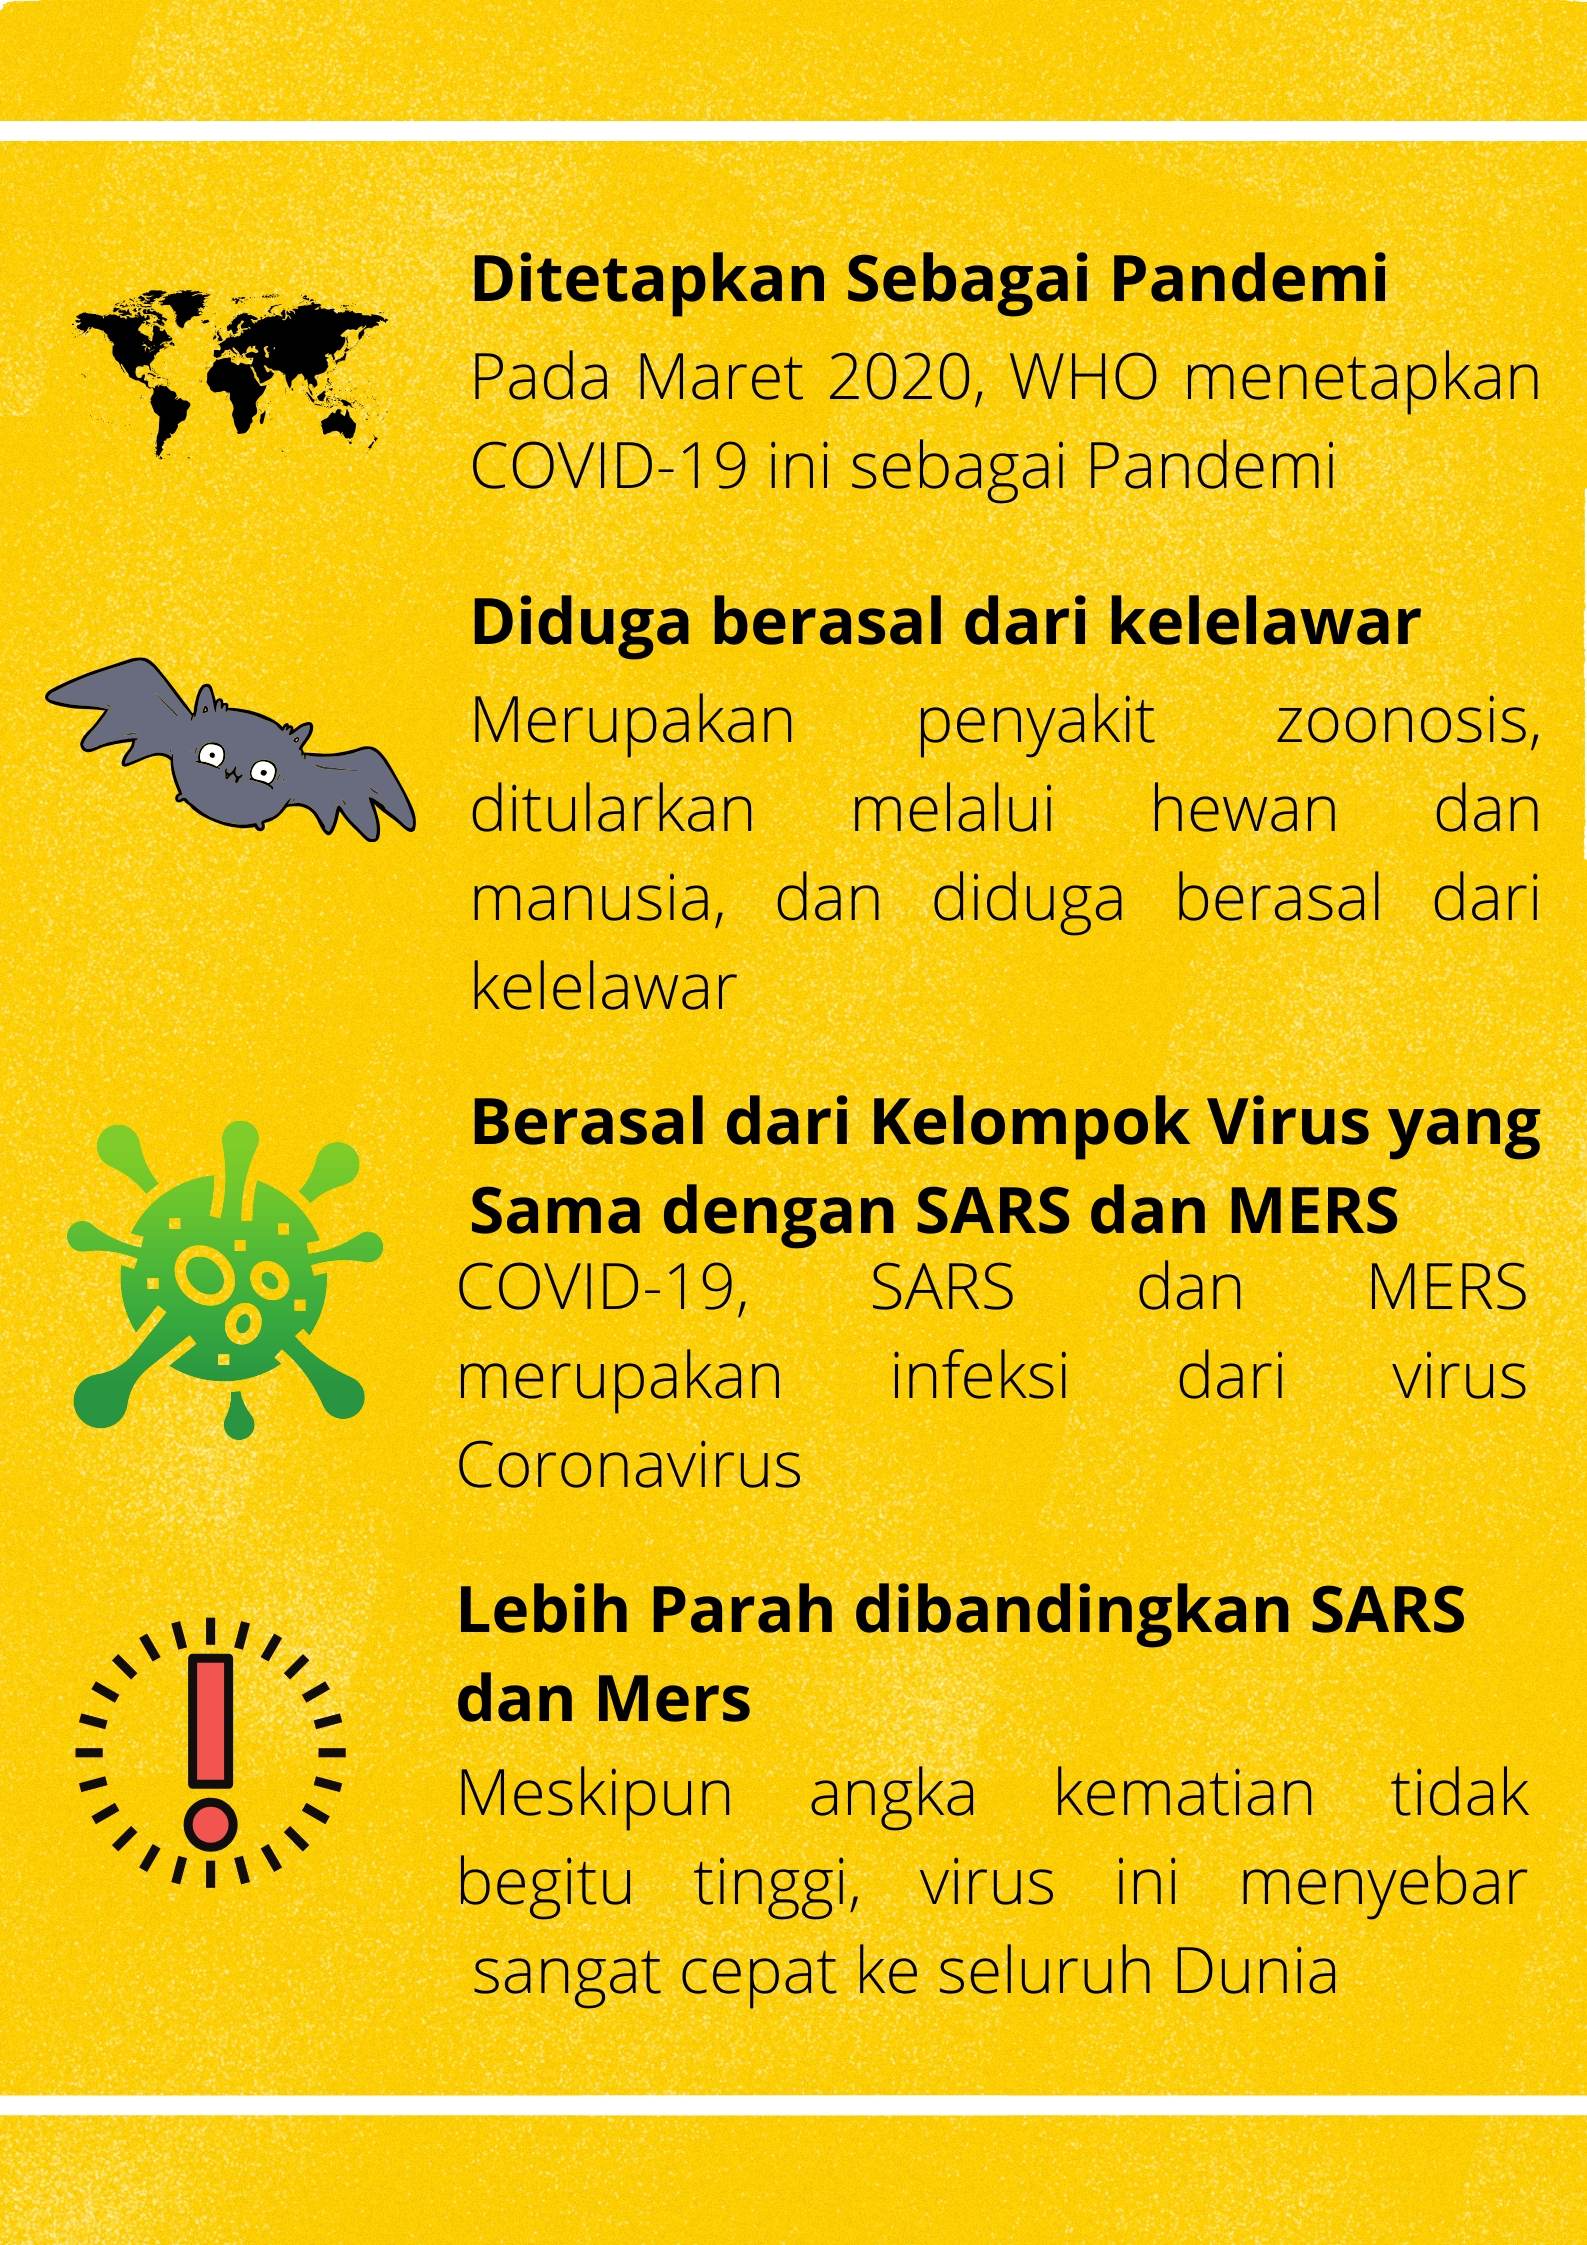 Ditetapkan Sebagai Pandemi
Pada Maret 2020, WHO menetapkan
COVID-19 ini sebagai Pandemi
Diduga berasal dari kelelawar
Merupakan penyakit zoonosis,
ditularkan melalui hewan dan
manusia, dan diduga berasal dari
kelelawar
Berasal dari Kelompok Virus yang
Sama dengan SARS dan MERS
COVID-19, SARS dan MERS
merupakan infeksi dari virus
Coronavirus
Lebih Parah dibandingkan SARS
dan Mers
Meskipun angka kematian tidak
begitu tinggi, virus ini menyebar
sangat cepat ke seluruh Dunia